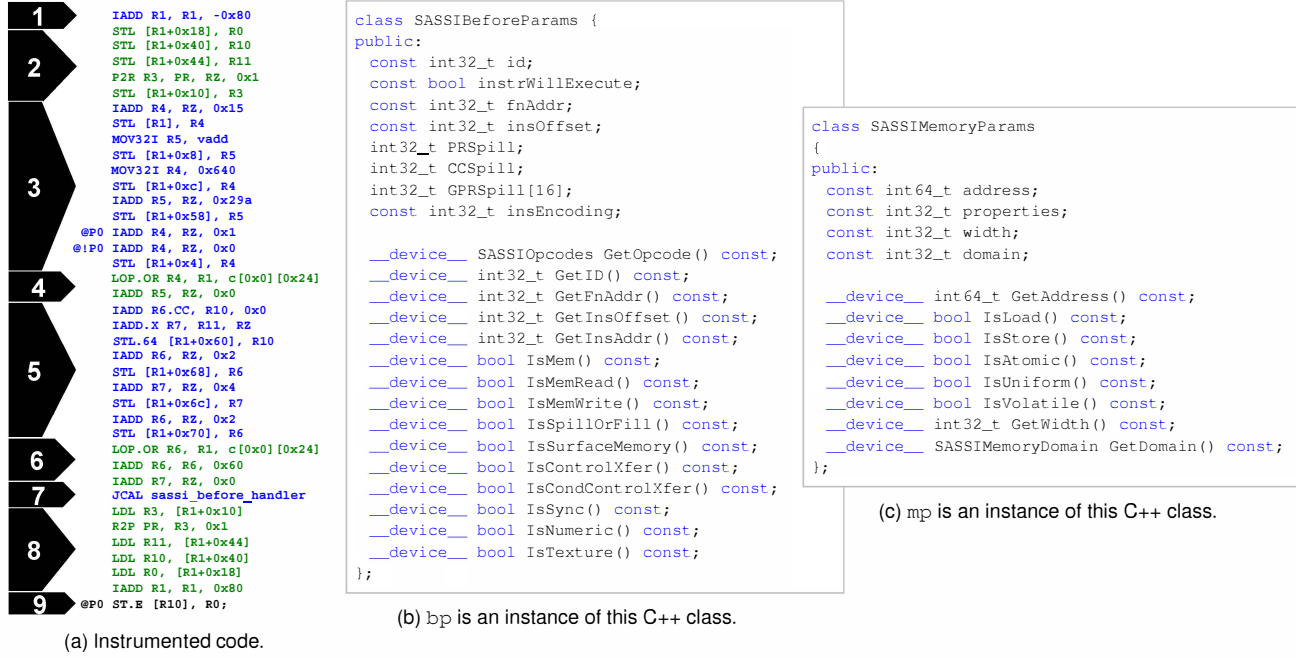 1
IADD R1, R1, -0x80
2
STL [R1+0x18], R0
STL [R1+0x40], R10
STL [R1+0x44], R11
P2R R3, PR, RZ, 0x1
STL [R1+0x10], R3
3
IADD R4, RZ, 0x15
STL [R1], R4
MOV32I R5, vadd
STL [R1+0x8], R5
MOV32I R4, 0x640
STL [R1+0xc], R4
IADD R5, RZ, 0x29a
STL [R1+0x58], R5
@P0 IADD R4, RZ, 0x1
@!P0 IADD R4, RZ, 0x0
STL [R1+0x4], R4
4
LOP.OR R4, R1, c[0x0][0x24]
IADD R5, RZ, 0x0
5
IADD R6.CC, R10, 0x0
IADD.X R7, R11, RZ
STL.64 [R1+0x60], R10
IADD R6, RZ, 0x2
STL [R1+0x68], R6
IADD R7, RZ, 0x4
STL [R1+0x6c], R7
IADD R6, RZ, 0x2
STL [R1+0x70], R6
6
LOP.OR R6, R1, c[0x0][0x24]
IADD R6, R6, 0x60
IADD R7, RZ, 0x0
7
JCAL sassi_before_handler
8
LDL R3, [R1+0x10]
R2P PR, R3, 0x1
LDL R11, [R1+0x44]
LDL R10, [R1+0x40]
LDL R0, [R1+0x18]
IADD R1, R1, 0x80
9
@P0 ST.E [R10], R0;
(a) Instrumented code.
class SASSIBeforeParams {
public:
const int32_t id;
const bool instrWillExecute;
const int32_t fnAddr;
const int32_t insOffset;
int32_t PRSpill;
int32_t CCSpill;
int32_t GPRSpill[16];
const int32_t insEncoding;
__device__ SASSIOpcodes GetOpcode() const;
__device__ int32_t GetID() const;
__device__ int32_t GetFnAddr() const;
__device__ int32_t GetInsOffset() const;
__device__ int32_t GetInsAddr() const;
__device__ bool IsMem() const;
__device__ bool IsMemRead() const;
__device__ bool IsMemWrite() const;
__device__ bool IsSpillOrFill() const;
__device__ bool IsSurfaceMemory() const;
__device__ bool IsControlXfer() const;
__device__ bool IsCondControlXfer() const;
__device__ bool IsSync() const;
__device__ bool IsNumeric() const;
__device__ bool IsTexture() const;
};
(b) bp is an instance of this C++ class.
class SASSIMemoryParams
{
public:
const int64_t address;
const int32_t properties;
const int32_t width;
const int32_t domain;
__device__ int64_t GetAddress() const;
__device__ bool IsLoad() const;
__device__ bool IsStore() const;
__device__ bool IsAtomic() const;
__device__ bool IsUniform() const;
__device__ bool IsVolatile() const;
__device__ int32_t GetWidth() const;
__device__ SASSIMemoryDomain GetDomain() const;
};
(c) mp is an instance of this C++ class.